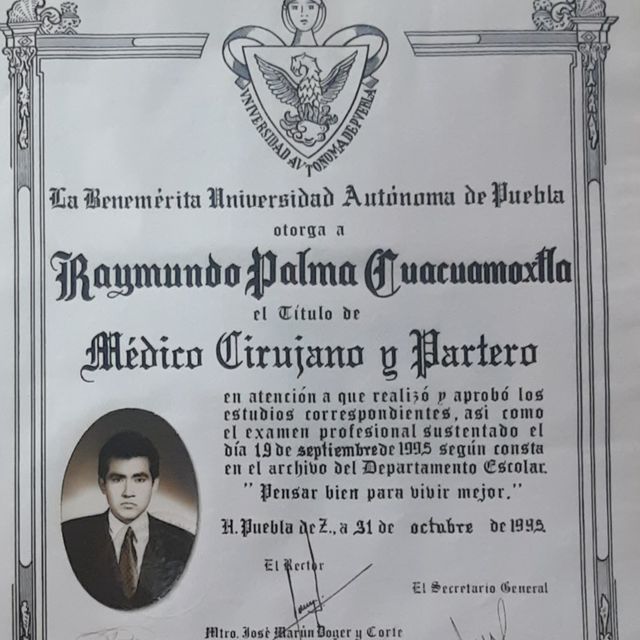 UNIVERSIDAD AUTONOMA DE PUEBLA
La Benemérita Universidad Autónoma de Puebla
otorga a
Raymundo Palma Cuacuamoxtla
el Título de
Médico Cirujano y Partero
en atención a que realizó y aprobó los
estudios correspondientes, asi como
el examen profesional sustentado el
día 19 de septiembre de 1995 según consta
en el archivo del Departamento Escolar.
"Pensar bien para vivir mejor."
H. Puebla de Z., a 31 de octubre de 1995
El Rector
El Secretario General
Mtro. José Marún Doger y Corte